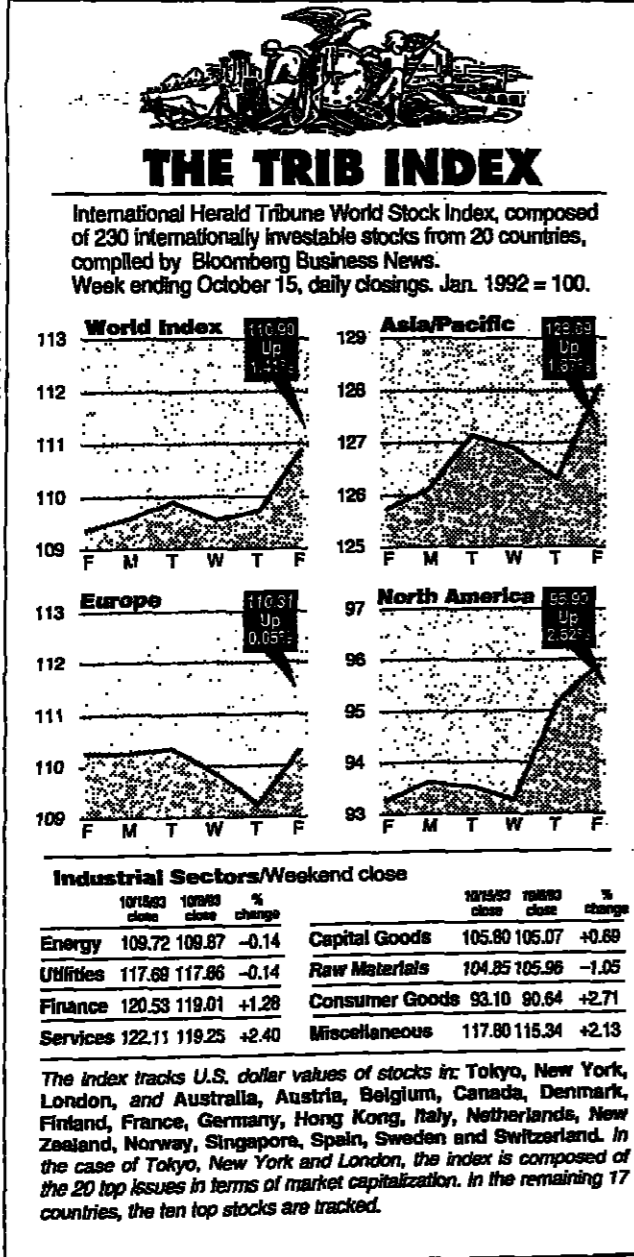 THE TRIB INDEX
International Herald Tribune World Stock Index, composed
of 230 internationally investable stocks from 20 countries,
compiled by Bloomberg Business News.
Week ending October 15, daily closings. Jan. 1992 = 100.
World Index
110.90
Up
113
112
111
110
109
F M T W T F
Asia/Pacific
Up
129
128
127
126
125
F M T W T F
Europe
110.31
Up
0.05%
113
112
111
110
109
F M T W T F
North America
95.90
Up
2.52%
97
96
95
94
93
F M T W T F
Industrial Sectors/Weekend close
10/15/93 close 10/8/93 close % change
Energy 109.72 109.87 –0.14
Utilities 117.69 117.86 –0.14
Finance 120.53 119.01 +1.28
Services 122.11 119.25 +2.40
10/15/93 close 10/8/93 close % change
Capital Goods 105.80 105.07 +0.69
Raw Materials 104.85 105.96 –1.05
Consumer Goods 93.10 90.64 +2.71
Miscellaneous 117.80 115.34 +2.13
The index tracks U.S. dollar values of stocks in: Tokyo, New York,
London, and Australia, Austria, Belgium, Canada, Denmark,
Finland, France, Germany, Hong Kong, Italy, Netherlands, New
Zealand, Norway, Singapore, Spain, Sweden and Switzerland. In
the case of Tokyo, New York and London, the index is composed of
the 20 top issues in terms of market capitalization. In the remaining 17
countries, the ten top stocks are tracked.